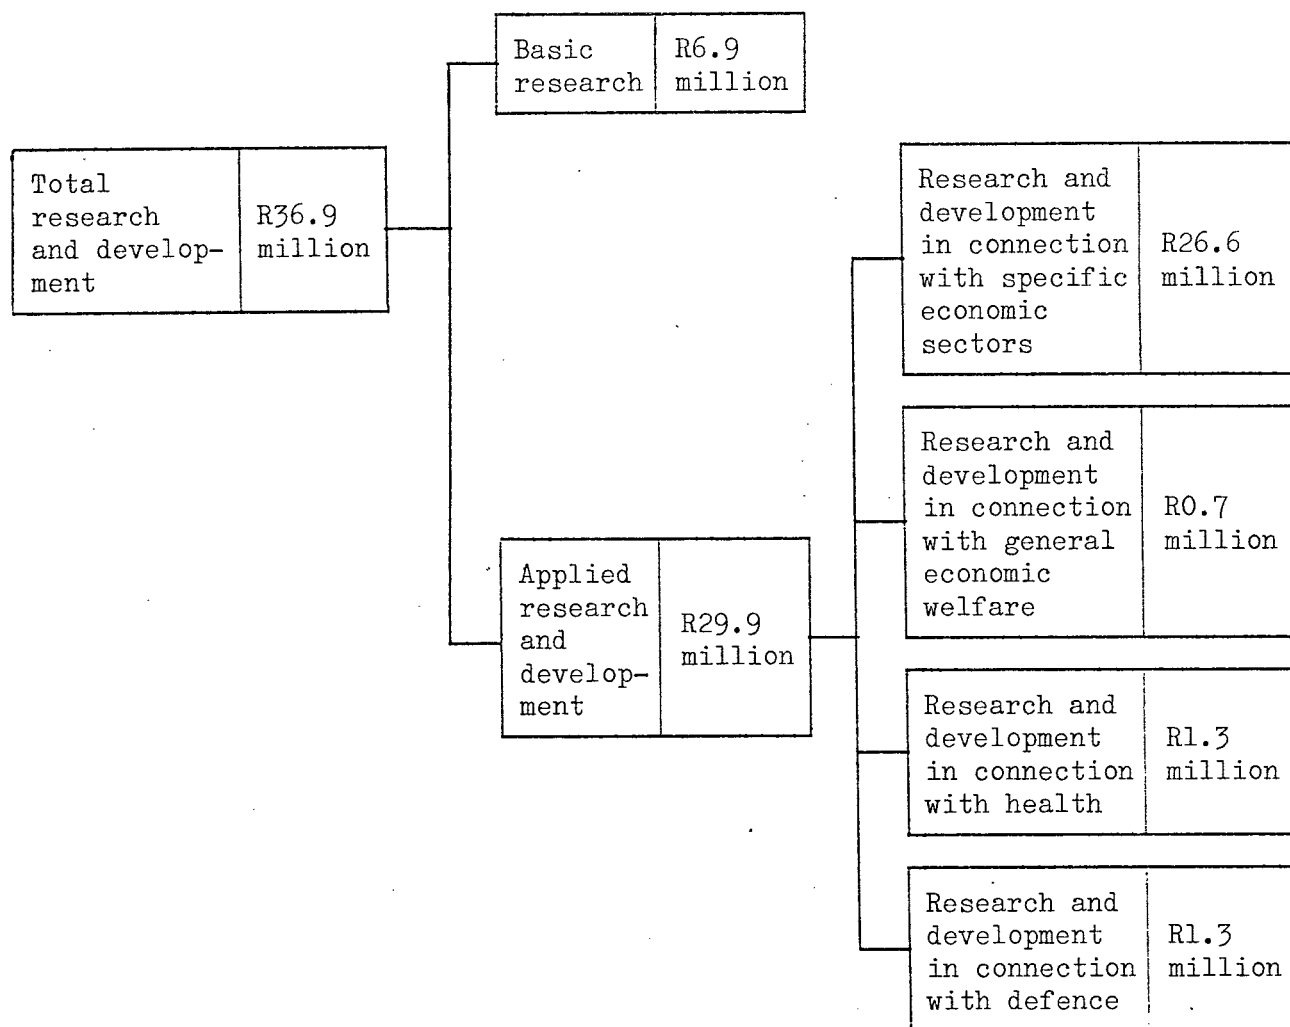 Basic
research
R6.9
million
Total
research
and develop-
ment
R36.9
million
Research and
development
in connection
with specific
economic
sectors
R26.6
million
Research and
development
in connection
with general
economic
welfare
R0.7
million
Applied
research
and
develop-
ment
R29.9
million
Research and
development
in connection
with health
R1.3
million
Research and
development
in connection
with defence
R1.3
million